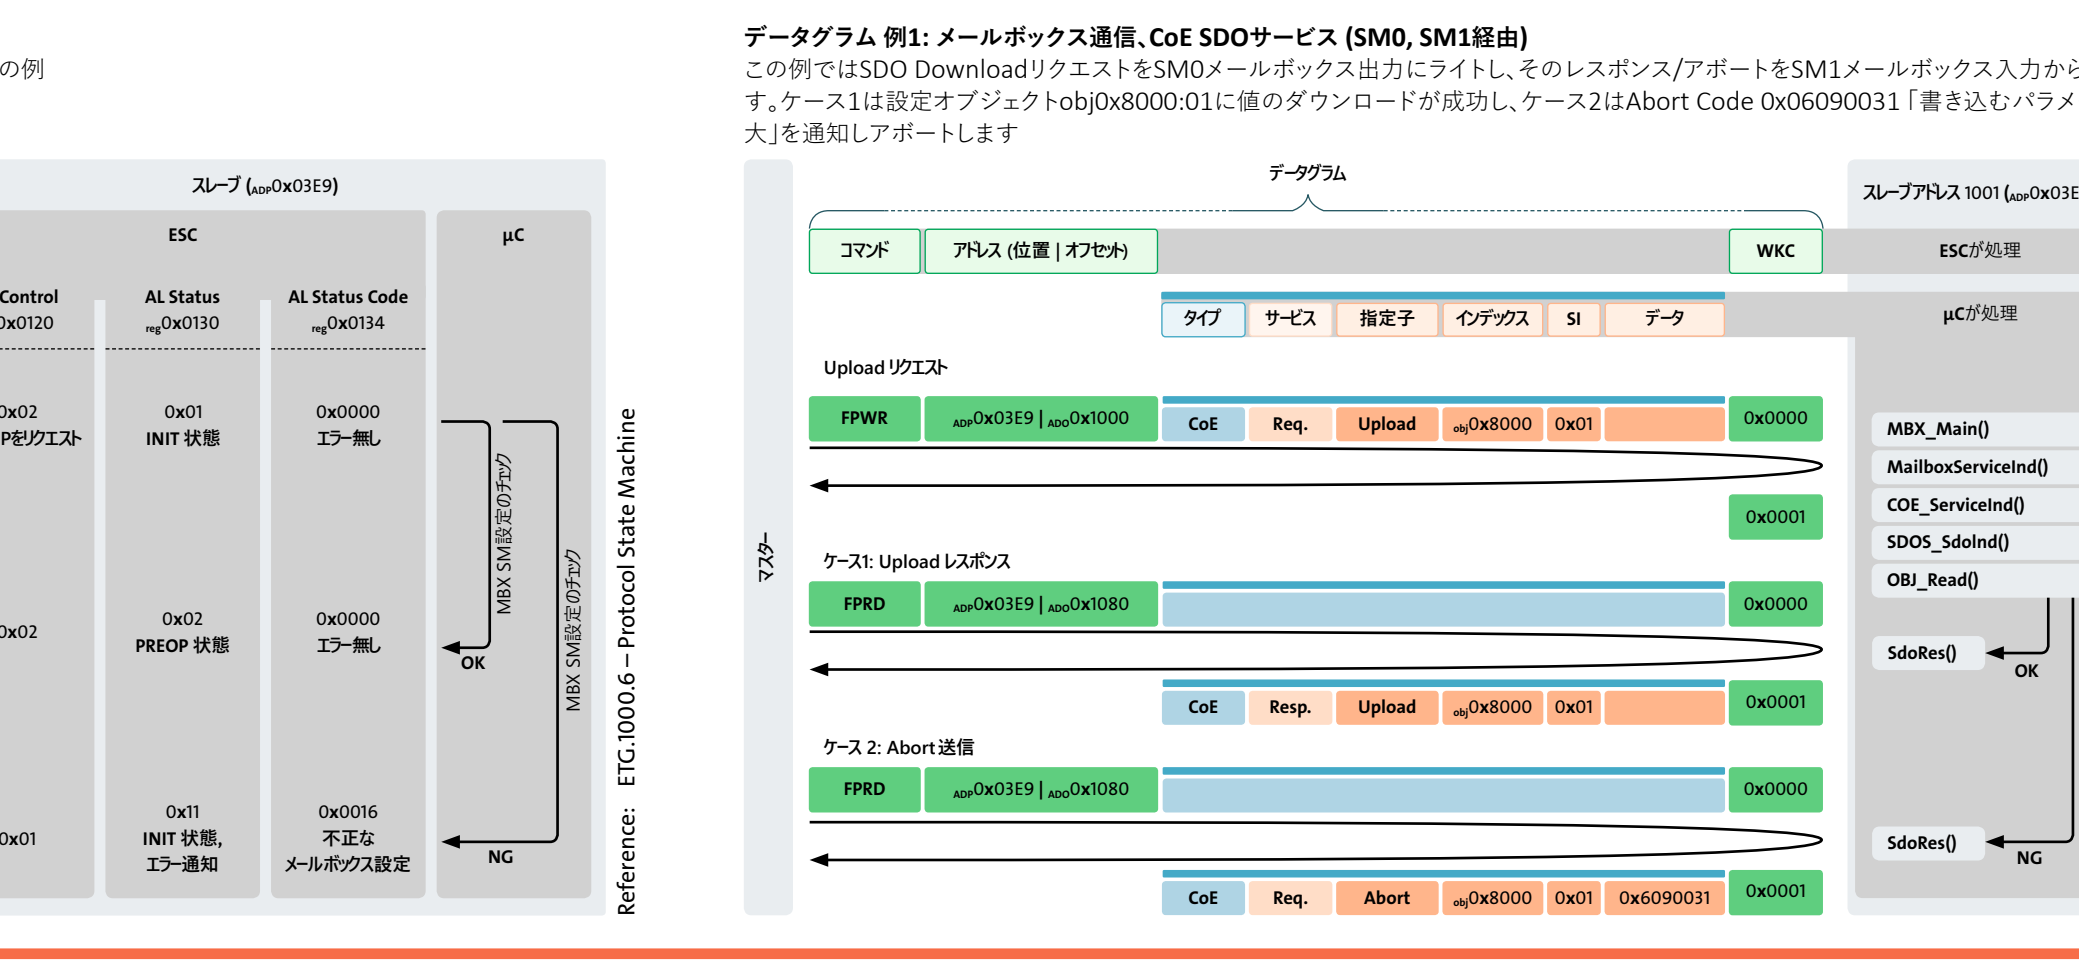 の例
スレーブ (ADP0x03E9)
ESC
µC
Control
0x0120
AL Status
reg0x0130
AL Status Code
reg0x0134
0x02
Pをリクエスト
0x01
INIT 状態
0x0000
エラー無し
0x02
0x02
PREOP 状態
0x0000
エラー無し
OK
0x01
0x11
INIT 状態,
エラー通知
0x0016
不正な
メールボックス設定
NG
MBX SM設定のチェック
MBX SM設定のチェック
Reference: ETG.1000.6 – Protocol State Machine
データグラム 例1: メールボックス通信、CoE SDOサービス (SM0, SM1経由)
この例ではSDO DownloadリクエストをSM0メールボックス出力にライトし、そのレスポンス/アボートをSM1メールボックス入力から
す。ケース1は設定オブジェクトobj0x8000:01に値のダウンロードが成功し、ケース2はAbort Code 0x06090031 「書き込むパラメ
大」を通知しアボートします
マスター
データグラム
コマンド
アドレス (位置 | オフセット)
WKC
タイプ
サービス
指定子
インデックス
SI
データ
Upload リクエスト
FPWR
ADP0x03E9 | ADO0x1000
CoE
Req.
Upload
obj0x8000
0x01
0x0000
0x0001
ケース1: Upload レスポンス
FPRD
ADP0x03E9 | ADO0x1080
0x0000
CoE
Resp.
Upload
obj0x8000
0x01
0x0001
ケース 2: Abort 送信
FPRD
ADP0x03E9 | ADO0x1080
0x0000
CoE
Req.
Abort
obj0x8000
0x01
0x6090031
0x0001
スレーブアドレス 1001 (ADP0x03E
ESCが処理
µCが処理
MBX_Main()
MailboxServiceInd()
COE_ServiceInd()
SDOS_SdoInd()
OBJ_Read()
SdoRes()
OK
SdoRes()
NG